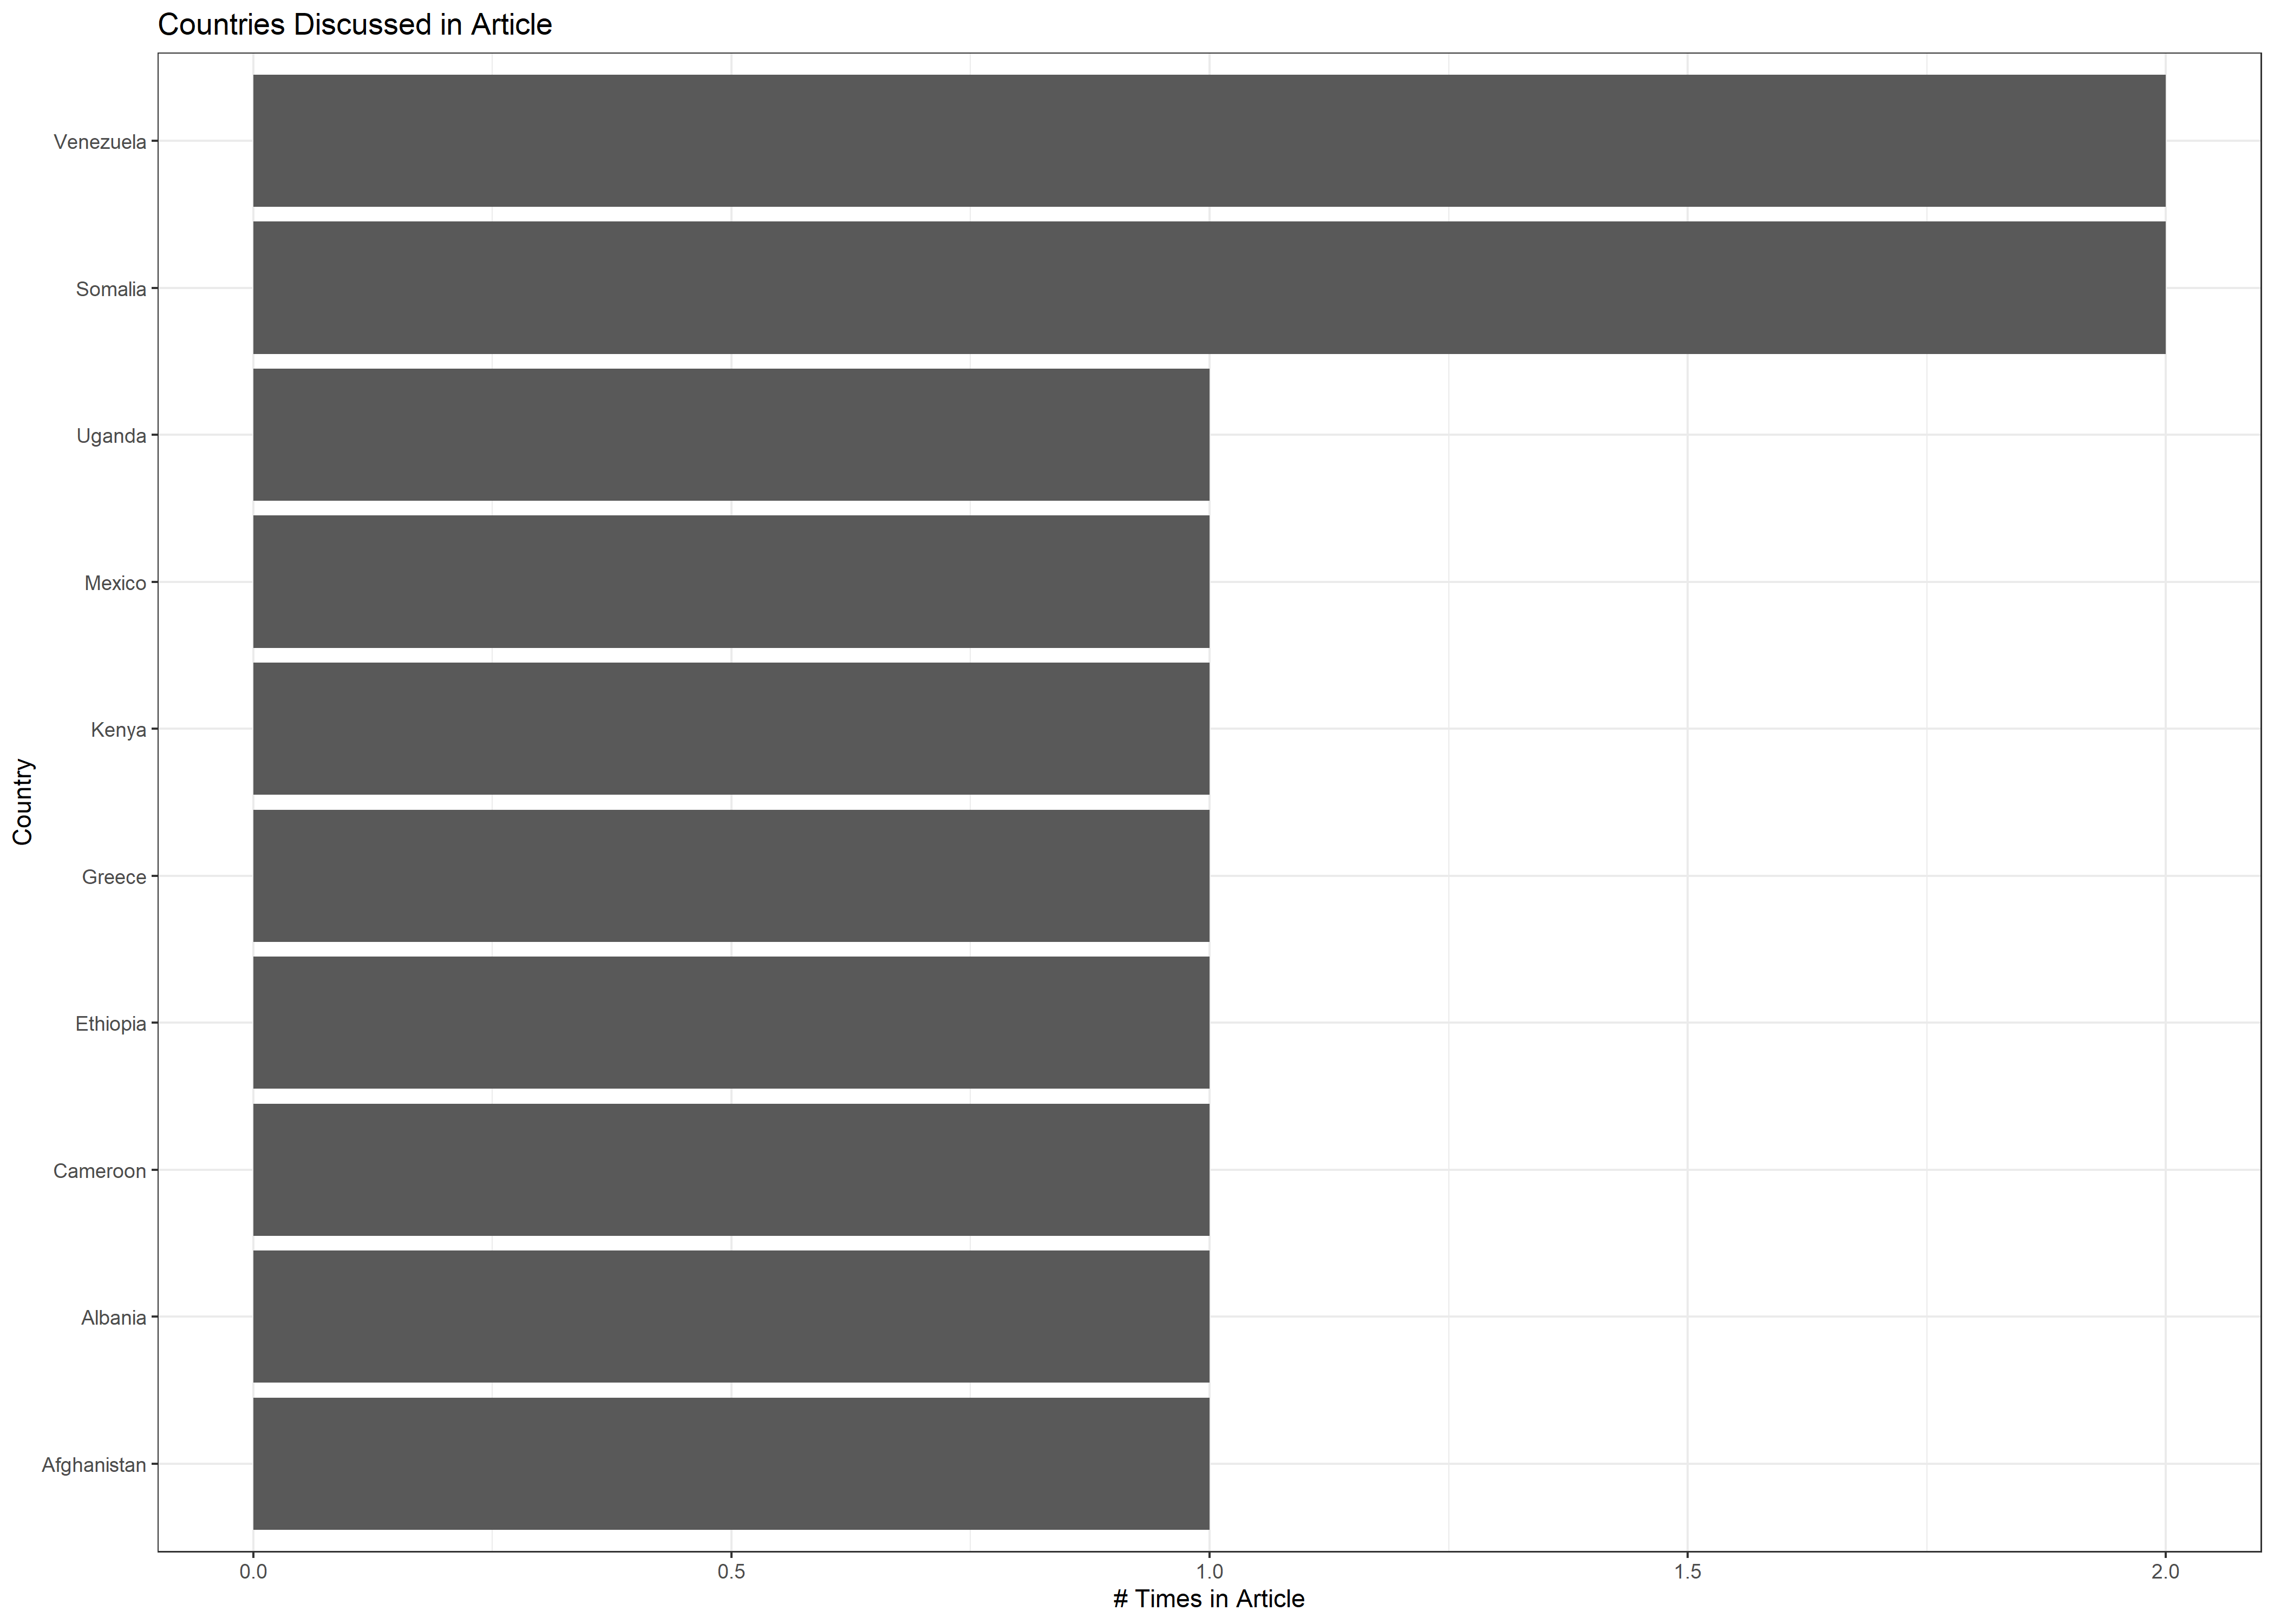 Countries Discussed in Article
Venezuela
Somalia
Uganda
Mexico
Kenya
Greece
Ethiopia
Cameroon
Albania
Afghanistan
Country
0.0 0.5 1.0 1.5 2.0
# Times in Article